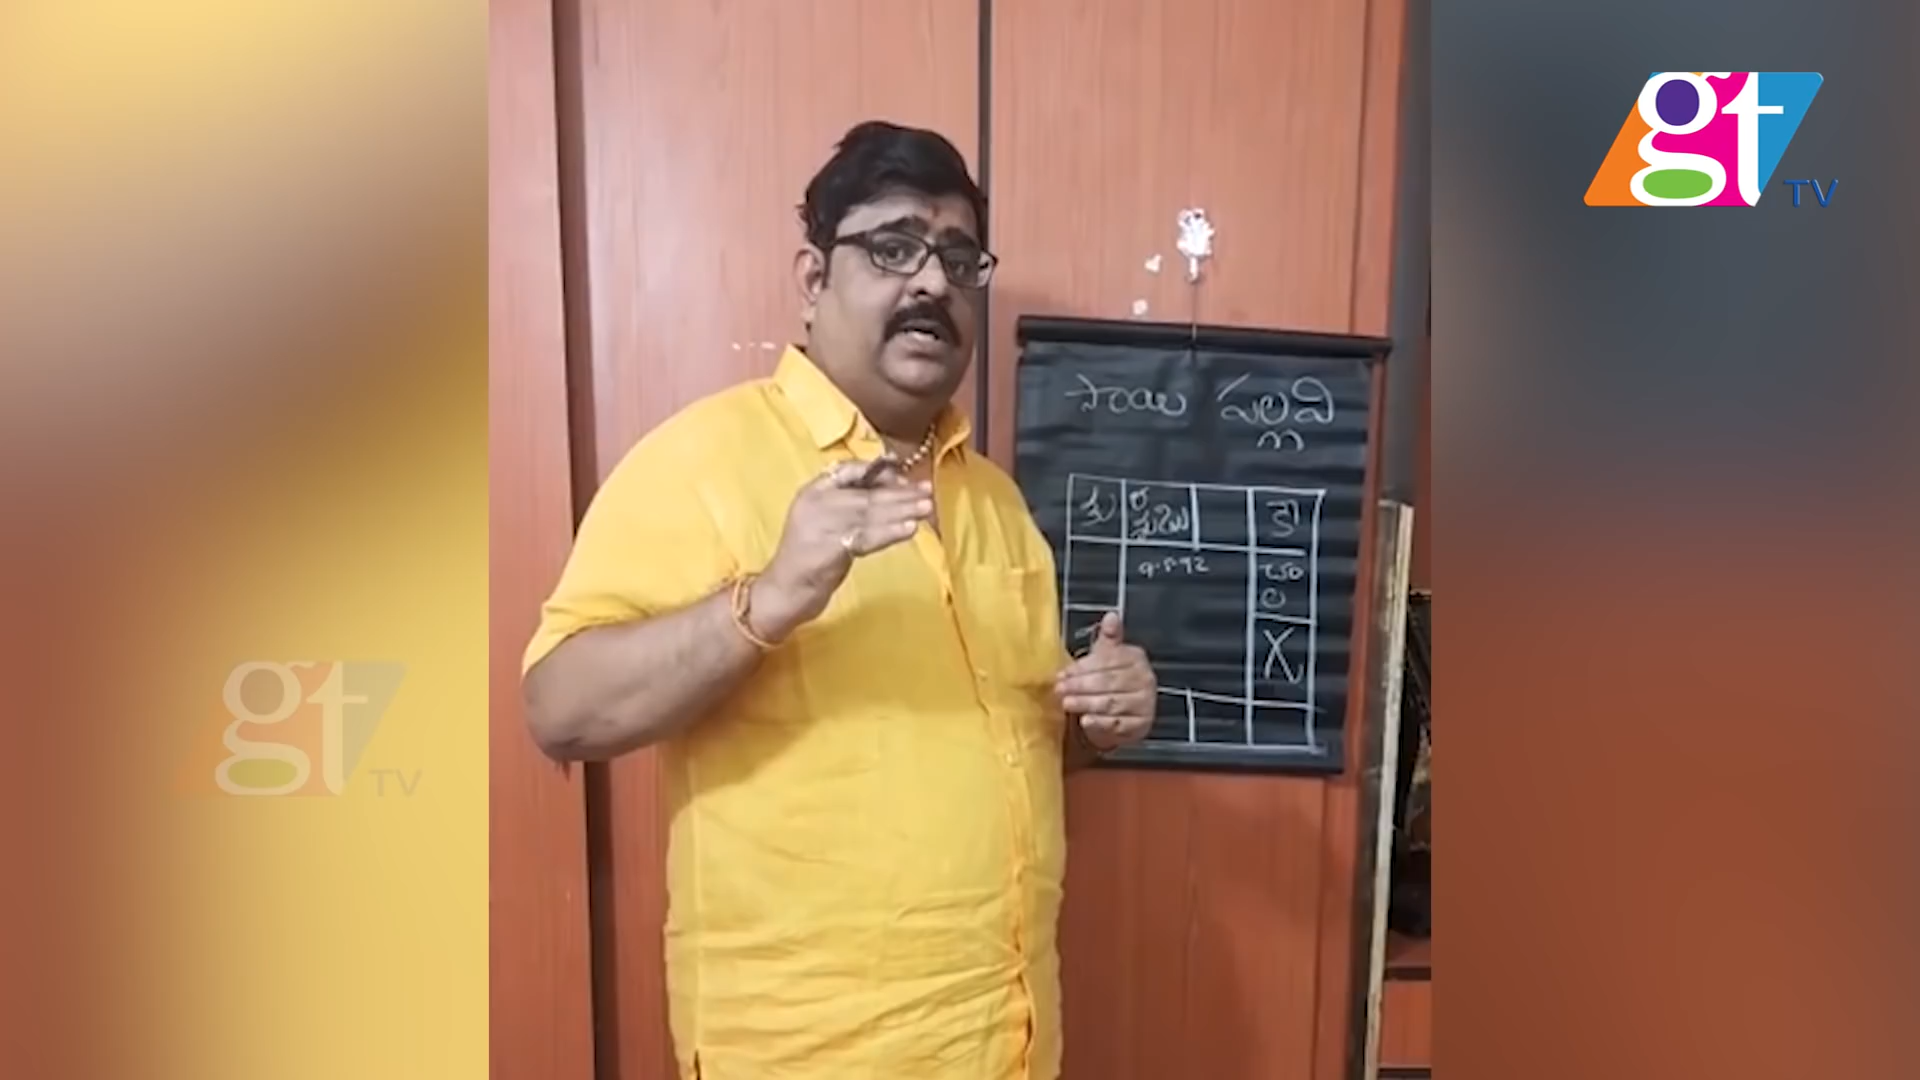 gt TV
సాయి పల్లవి
కు ర కే
శు బు
9-5-92 చం
ల
గు
gt TV